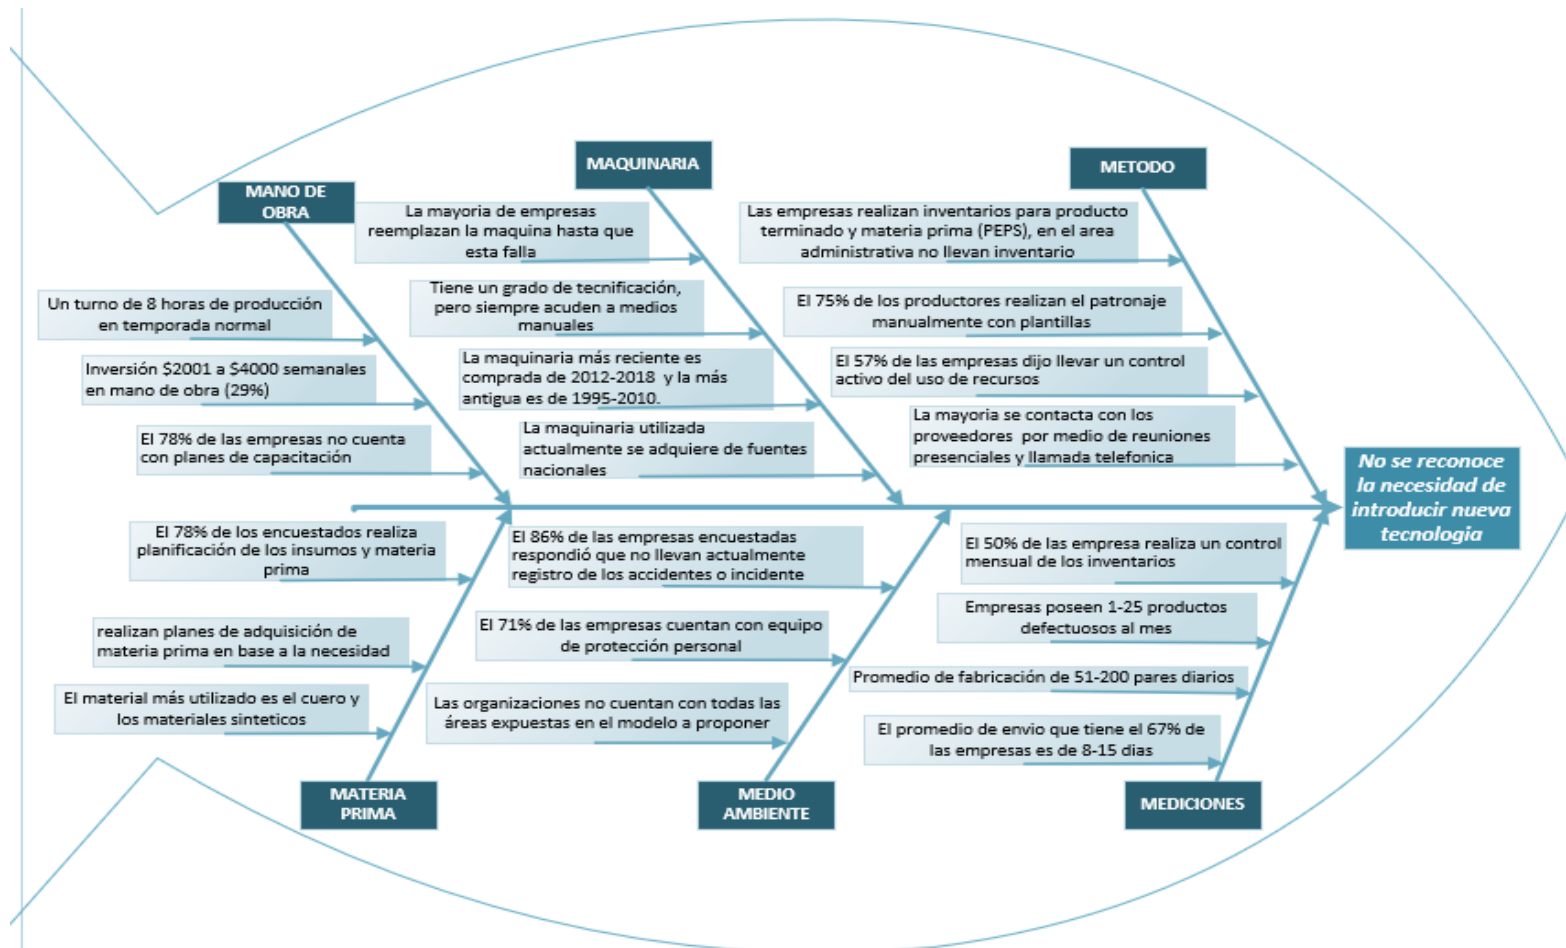 MANO DE
OBRA
Un turno de 8 horas de producción
en temporada normal
Inversión $2001 a $4000 semanales
en mano de obra (29%)
El 78% de las empresas no cuenta
con planes de capacitación
MAQUINARIA
La mayoria de empresas
reemplazan la maquina hasta que
esta falla
Tiene un grado de tecnificación,
pero siempre acuden a medios
manuales
La maquinaria más reciente es
comprada de 2012-2018 y la más
antigua es de 1995-2010.
La maquinaria utilizada
actualmente se adquiere de fuentes
nacionales
METODO
Las empresas realizan inventarios para producto
terminado y materia prima (PEPS), en el area
administrativa no llevan inventario
El 75% de los productores realizan el patronaje
manualmente con plantillas
El 57% de las empresas dijo llevar un control
activo del uso de recursos
La mayoria se contacta con los
proveedores por medio de reuniones
presenciales y llamada telefonica
No se reconoce
la necesidad de
introducir nueva
tecnologia
El 78% de los encuestados realiza
planificación de los insumos y materia
prima
realizan planes de adquisición de
materia prima en base a la necesidad
El material más utilizado es el cuero y
los materiales sinteticos
MATERIA
PRIMA
El 86% de las empresas encuestadas
respondió que no llevan actualmente
registro de los accidentes o incidente
El 71% de las empresas cuentan con equipo
de protección personal
Las organizaciones no cuentan con todas las
áreas expuestas en el modelo a proponer
MEDIO
AMBIENTE
El 50% de las empresa realiza un control
mensual de los inventarios
Empresas poseen 1-25 productos
defectuosos al mes
Promedio de fabricación de 51-200 pares diarios
El promedio de envio que tiene el 67% de
las empresas es de 8-15 dias
MEDICIONES